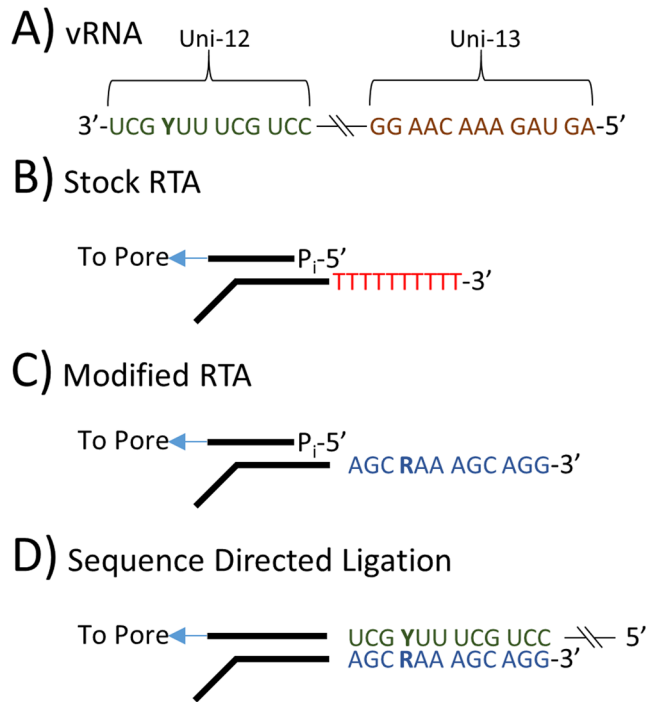 A) vRNA
Uni-12 Uni-13
3’-UCG YUU UCG UCC GG AAC AAA GAU GA-5’
B) Stock RTA
To Pore Pi-5’
TTTTTTTTTT-3’
C) Modified RTA
To Pore Pi-5’
AGC RAA AGC AGG-3’
D) Sequence Directed Ligation
To Pore UCG YUU UCG UCC 5’
AGC RAA AGC AGG-3’